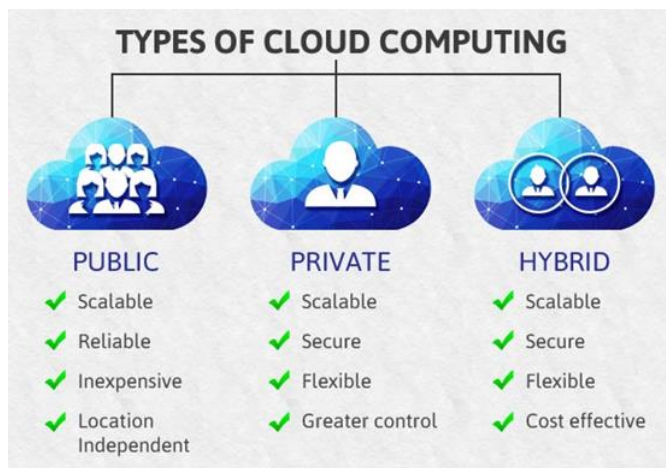 TYPES OF CLOUD COMPUTING
PUBLIC
Scalable
Reliable
Inexpensive
Location
Independent
PRIVATE
Scalable
Secure
Flexible
Greater control
HYBRID
Scalable
Secure
Flexible
Cost effective